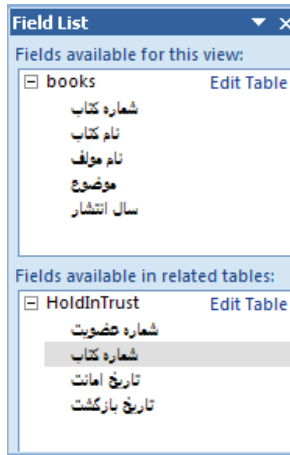 Field List
Fields available for this view:
books Edit Table
شماره کتاب
نام کتاب
نام مولف
موضوع
سال انتشار
Fields available in related tables:
HoldInTrust Edit Table
شماره عضویت
شماره کتاب
تاریخ امانت
تاریخ بازگشت